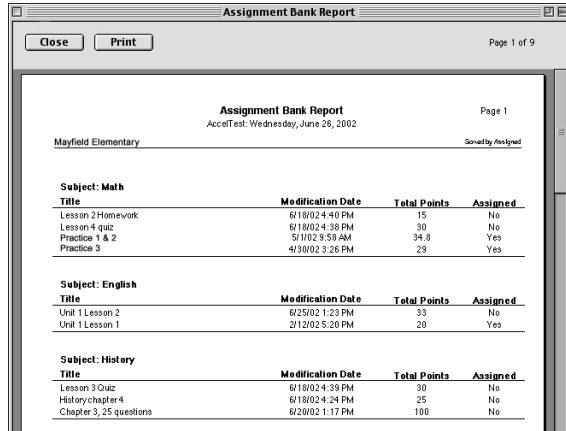 Assignment Bank Report
Close Print Page 1 of 9
Assignment Bank Report Page 1
AccelTest: Wednesday, June 26, 2002
Mayfield Elementary Sorted by Assigned
Subject: Math
Title Modification Date Total Points Assigned
Lesson 2 Homework 6/18/02 4:40 PM 15 No
Lesson 4 quiz 6/18/02 4:38 PM 30 No
Practice 1 & 2 5/1/02 9:58 AM 34.8 Yes
Practice 3 4/30/02 3:26 PM 29 Yes
Subject: English
Title Modification Date Total Points Assigned
Unit 1 Lesson 2 6/25/02 1:23 PM 33 No
Unit 1 Lesson 1 2/12/02 5:20 PM 20 Yes
Subject: History
Title Modification Date Total Points Assigned
Lesson 3 Quiz 6/18/02 4:39 PM 30 No
History chapter 4 6/18/02 4:24 PM 25 No
Chapter 3, 25 questions 6/20/02 1:17 PM 100 No